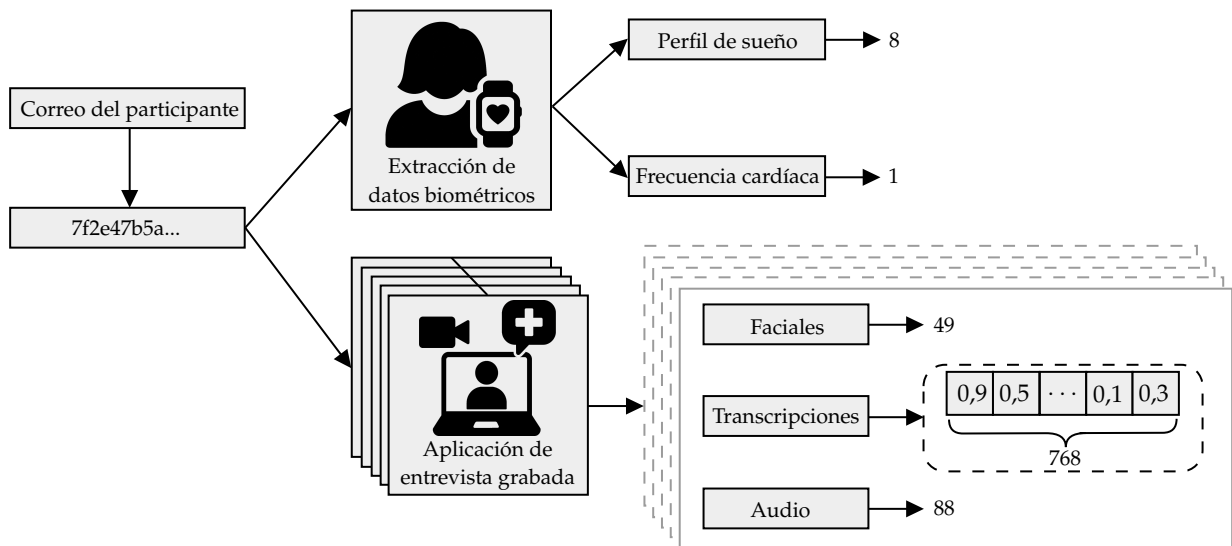 Correo del participante
7f2e47b5a...
Extracción de
datos biométricos
Perfil de sueño
8
Frecuencia cardíaca
1
Aplicación de
entrevista grabada
Faciales
49
Transcripciones
0,9 0,5 · · · 0,1 0,3
768
Audio
88